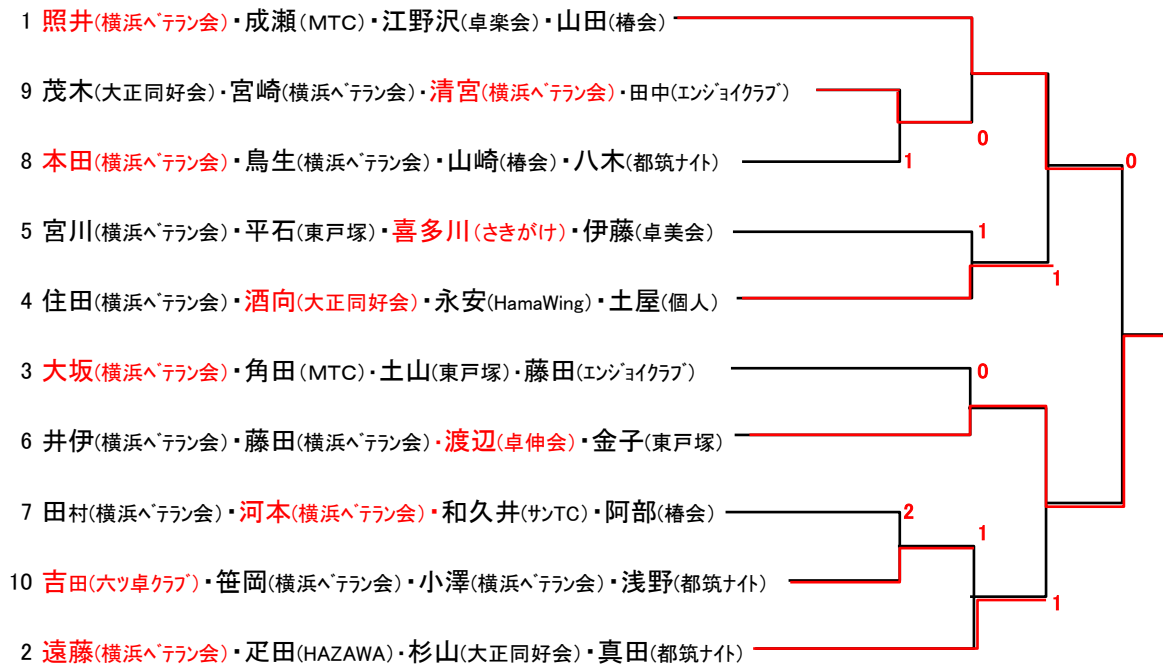 1 照井(横浜ﾍﾞﾃﾗﾝ会)・成瀬(MTC)・江野沢(卓楽会)・山田(椿会)
9 茂木(大正同好会)・宮崎(横浜ﾍﾞﾃﾗﾝ会)・清宮(横浜ﾍﾞﾃﾗﾝ会)・田中(ｴﾝｼﾞｮｲｸﾗﾌﾞ)
0
8 本田(横浜ﾍﾞﾃﾗﾝ会)・鳥生(横浜ﾍﾞﾃﾗﾝ会)・山崎(椿会)・八木(都筑ﾅｲﾄ)
1
0
5 宮川(横浜ﾍﾞﾃﾗﾝ会)・平石(東戸塚)・喜多川(さきがけ)・伊藤(卓美会)
1
1
4 住田(横浜ﾍﾞﾃﾗﾝ会)・酒向(大正同好会)・永安(HamaWing)・土屋(個人)
3 大坂(横浜ﾍﾞﾃﾗﾝ会)・角田(MTC)・土山(東戸塚)・藤田(ｴﾝｼﾞｮｲｸﾗﾌﾞ)
0
6 井伊(横浜ﾍﾞﾃﾗﾝ会)・藤田(横浜ﾍﾞﾃﾗﾝ会)・渡辺(卓伸会)・金子(東戸塚)
7 田村(横浜ﾍﾞﾃﾗﾝ会)・河本(横浜ﾍﾞﾃﾗﾝ会)・和久井(ｻﾝTC)・阿部(椿会)
2
1
10 吉田(六ツ卓ｸﾗﾌﾞ)・笹岡(横浜ﾍﾞﾃﾗﾝ会)・小澤(横浜ﾍﾞﾃﾗﾝ会)・浅野(都筑ﾅｲﾄ)
1
2 遠藤(横浜ﾍﾞﾃﾗﾝ会)・疋田(HAZAWA)・杉山(大正同好会)・真田(都筑ﾅｲﾄ)